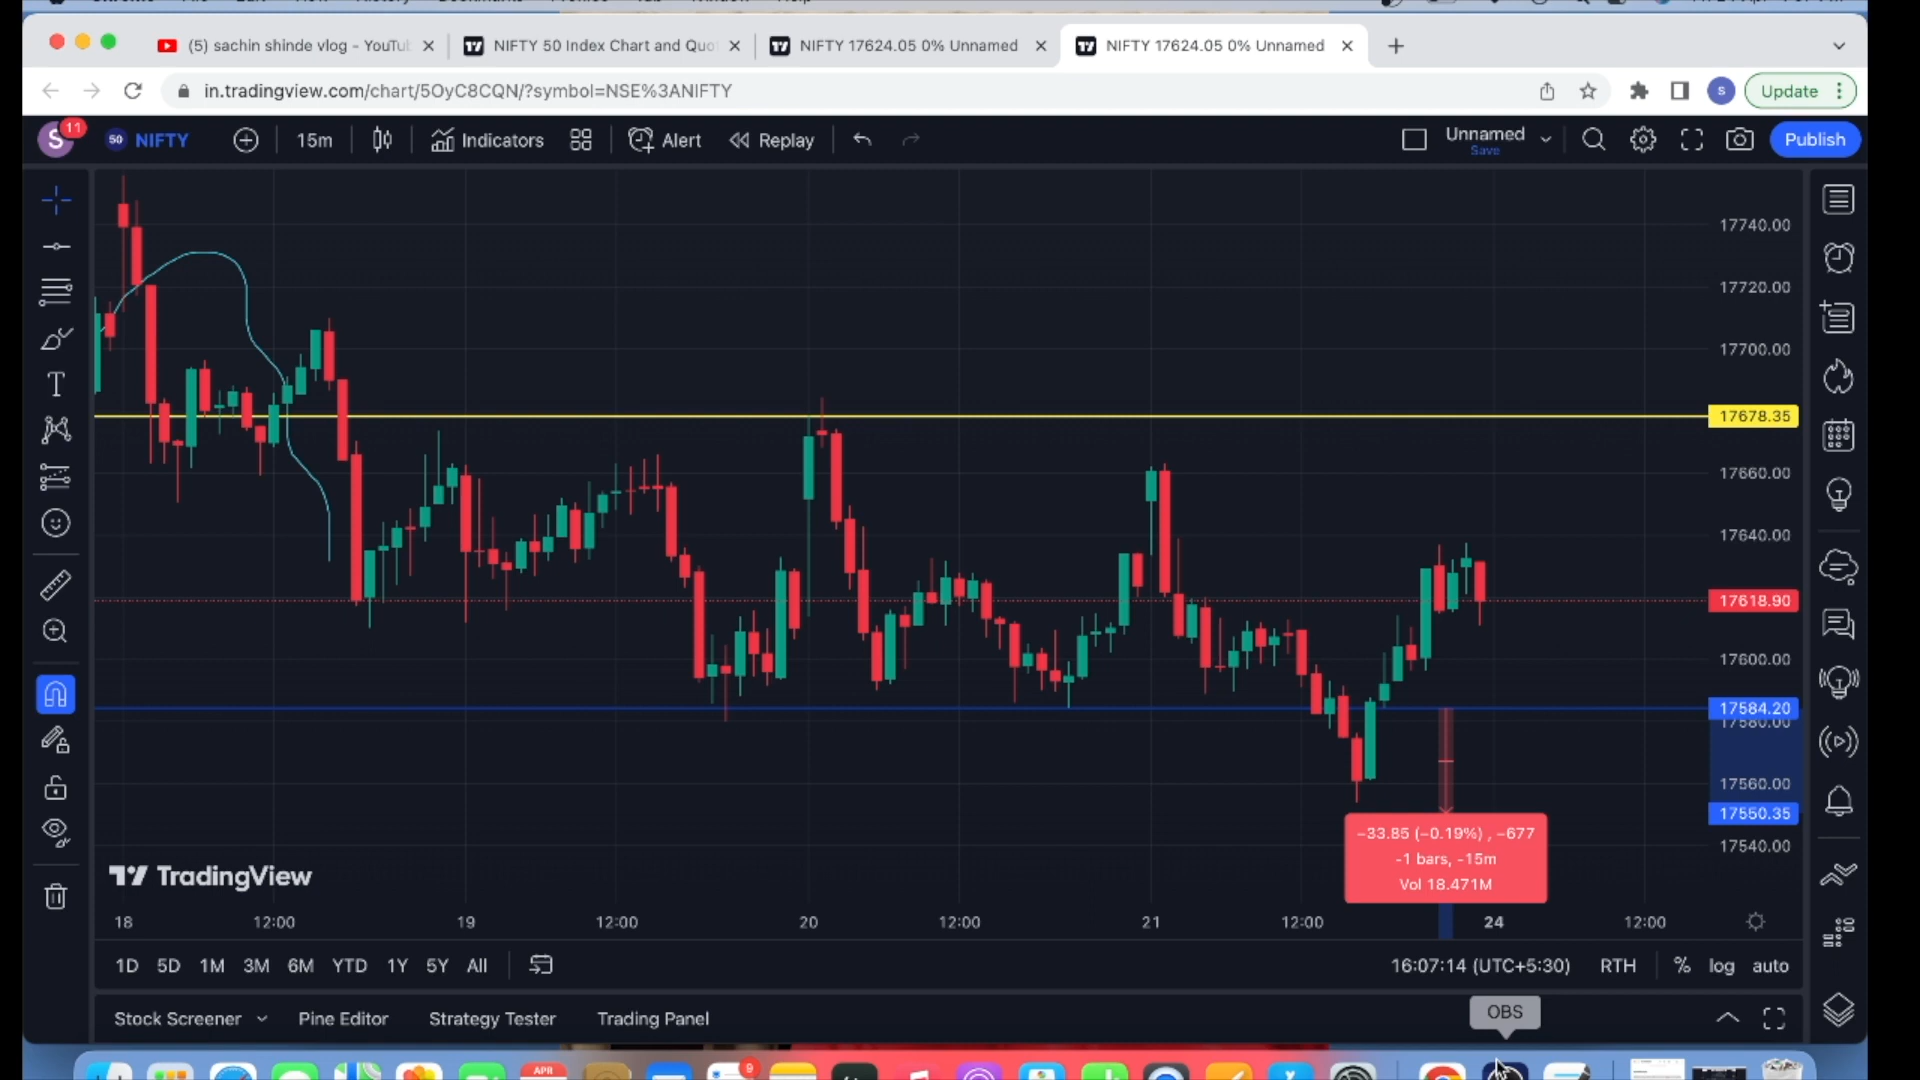 (5) sachin shinde vlog - YouTu
NIFTY 50 Index Chart and Quo
NIFTY 17624.05 0% Unnamed
NIFTY 17624.05 0% Unnamed
in.tradingview.com/chart/5OyC8CQN/?symbol=NSE%3ANIFTY
S
Update
S
11
50
NIFTY
15m
Indicators
Alert
Replay
Unnamed
Save
Publish
17740.00
17720.00
17700.00
17678.35
17660.00
17640.00
17618.90
17600.00
17584.20
17580.00
17560.00
17550.35
17540.00
−33.85 (−0.19%) , −677
-1 bars, -15m
Vol 18.471M
TradingView
18
12:00
19
12:00
20
12:00
21
12:00
24
12:00
1D
5D
1M
3M
6M
YTD
1Y
5Y
All
16:07:14 (UTC+5:30)
RTH
%
log
auto
Stock Screener
Pine Editor
Strategy Tester
Trading Panel
OBS
APR
9